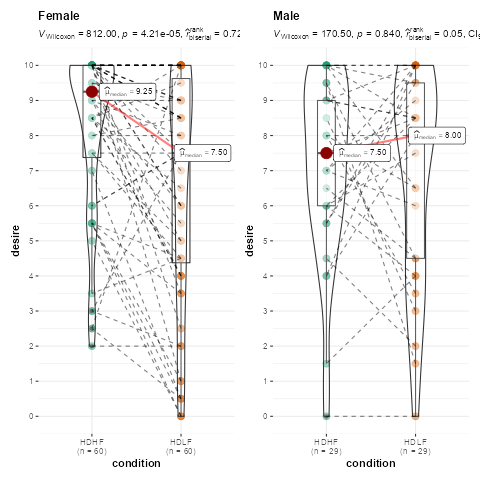 Female
V Wilcoxon = 812.00, p = 4.21e-05, r̂ rank biserial = 0.72
10
9
8
7
6
5
4
3
2
1
0
desire
μ̂median = 9.25
μ̂median = 7.50
HDHF
(n = 60)
HDLF
(n = 60)
condition
Male
V Wilcoxon = 170.50, p = 0.840, r̂ rank biserial = 0.05, CI
10
9
8
7
6
5
4
3
2
1
0
desire
μ̂median = 7.50
μ̂median = 8.00
HDHF
(n = 29)
HDLF
(n = 29)
condition